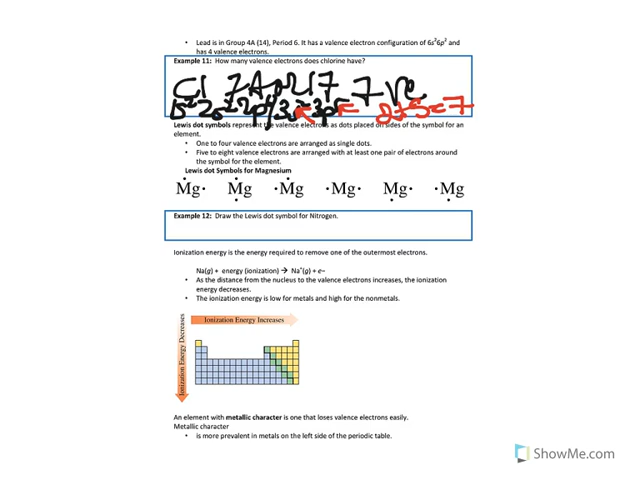 • Lead is in Group 4A (14), Period 6. It has a valence electron configuration of 6s²6p² and
has 4 valence electrons.
Example 11: How many valence electrons does chlorine have?
Cl 7A 17 7 ve
1s² 2s² 2p⁶ 3s² 3p⁵ 2+5=7
Lewis dot symbols represent the valence electrons as dots placed on sides of the symbol for an
element.
• One to four valence electrons are arranged as single dots.
• Five to eight valence electrons are arranged with at least one pair of electrons around
the symbol for the element.
Lewis dot Symbols for Magnesium
Mg· Mg ·Mg ·Mg· Mg· ·Mg
Example 12: Draw the Lewis dot symbol for Nitrogen.
Ionization energy is the energy required to remove one of the outermost electrons.
Na(g) + energy (ionization) → Na⁺(g) + e–
• As the distance from the nucleus to the valence electrons increases, the ionization
energy decreases.
• The ionization energy is low for metals and high for the nonmetals.
Ionization Energy Increases
Ionization Energy Decreases
An element with metallic character is one that loses valence electrons easily.
Metallic character
• is more prevalent in metals on the left side of the periodic table.
ShowMe.com